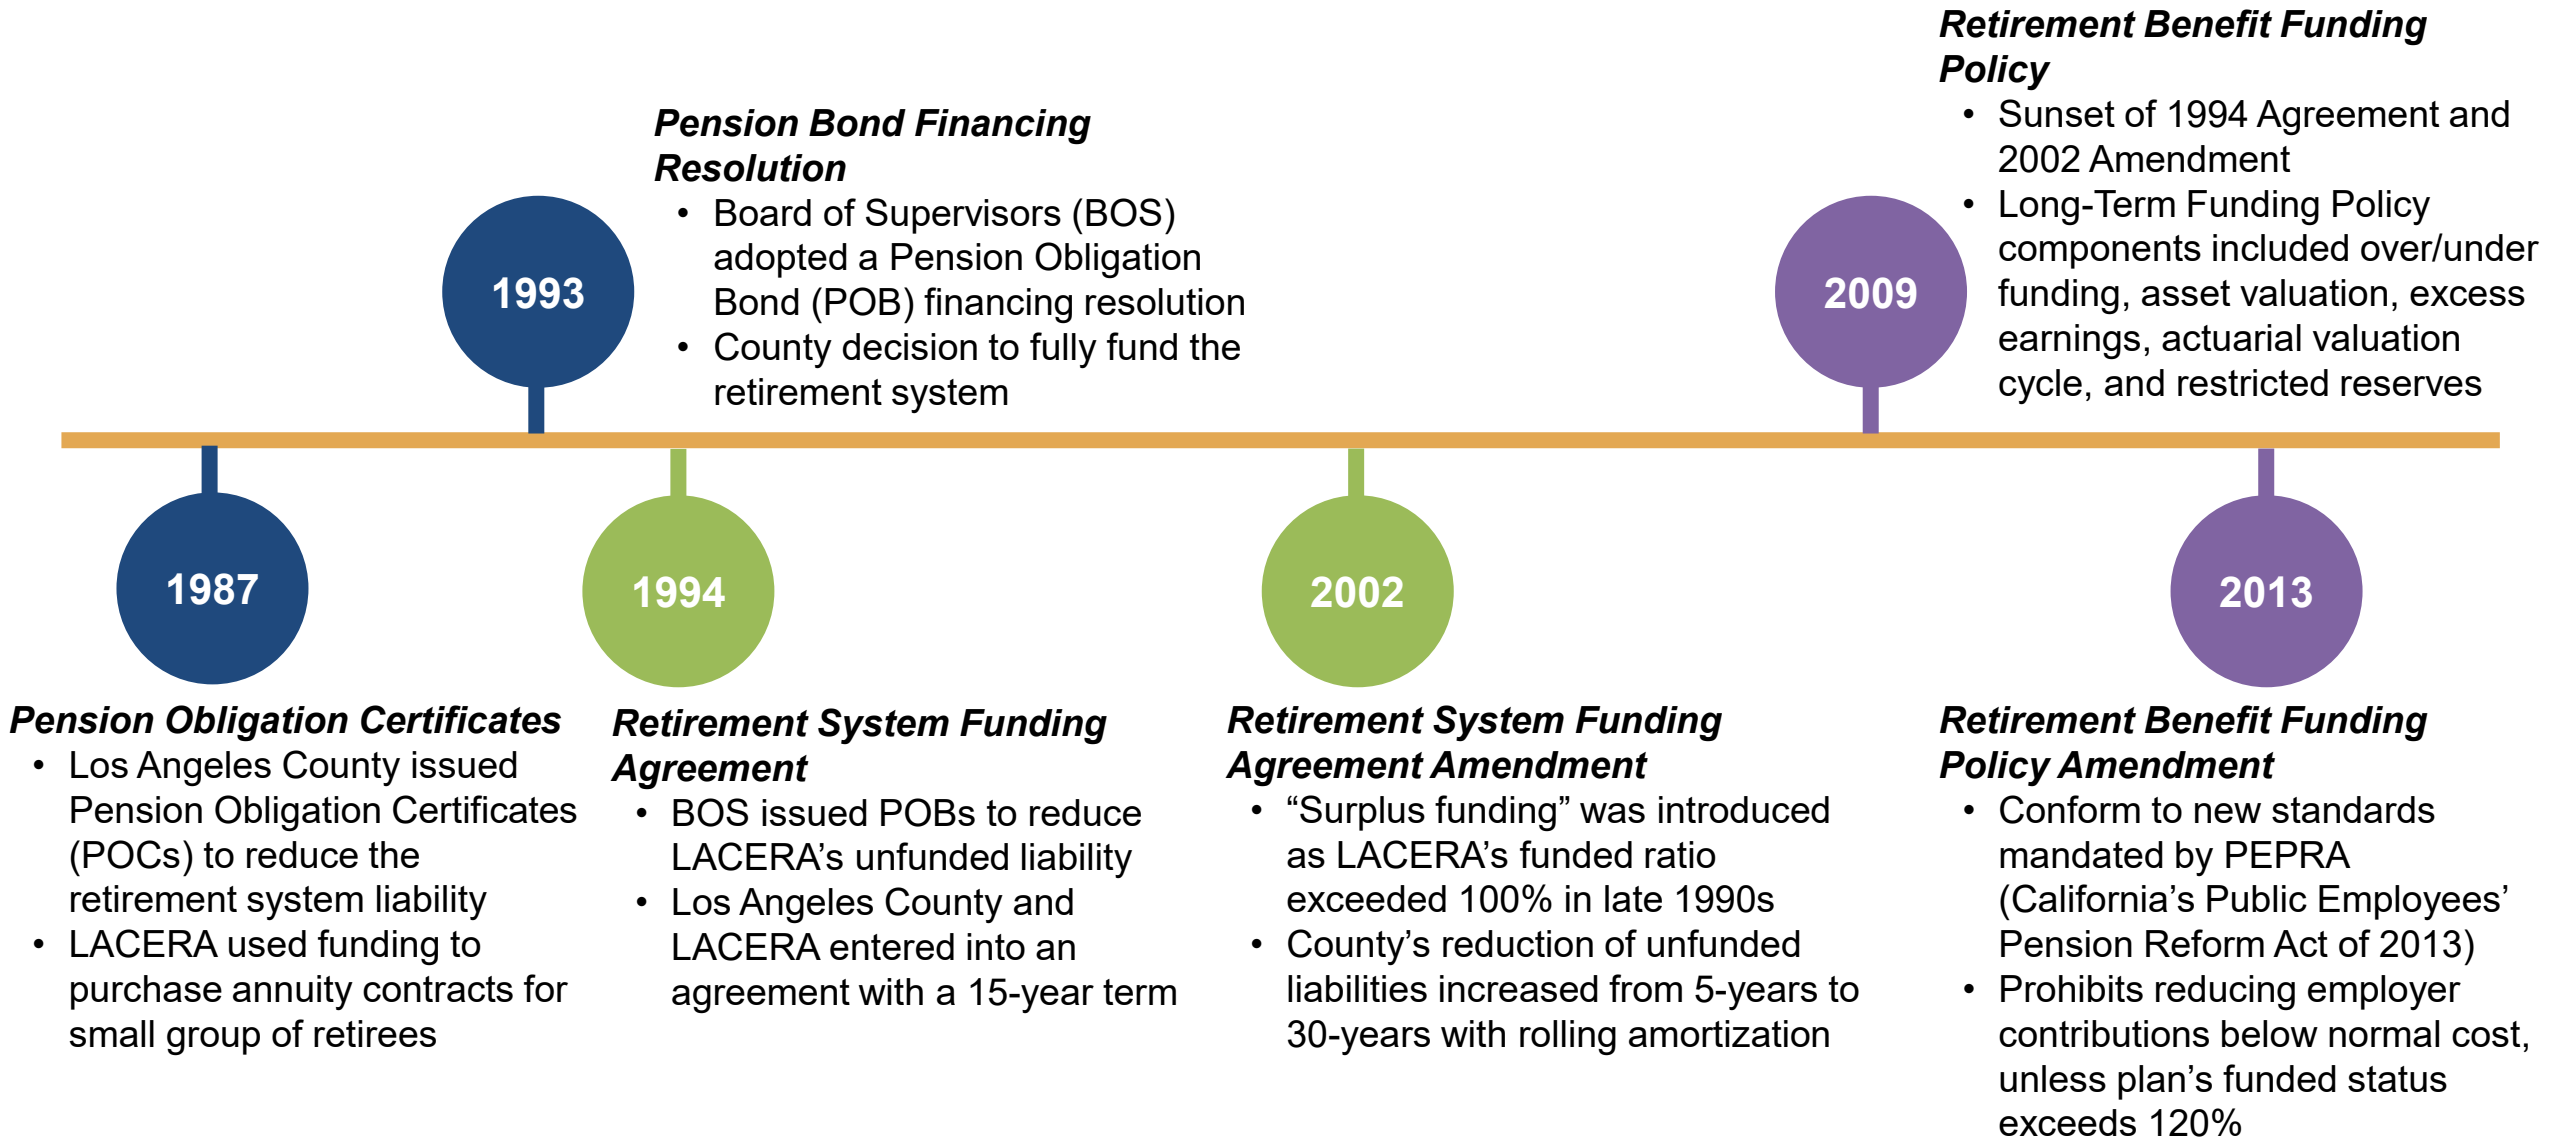 1987
Pension Obligation Certificates
• Los Angeles County issued
Pension Obligation Certificates
(POCs) to reduce the
retirement system liability
• LACERA used funding to
purchase annuity contracts for
small group of retirees
1993
Pension Bond Financing
Resolution
• Board of Supervisors (BOS)
adopted a Pension Obligation
Bond (POB) financing resolution
• County decision to fully fund the
retirement system
1994
Retirement System Funding
Agreement
• BOS issued POBs to reduce
LACERA’s unfunded liability
• Los Angeles County and
LACERA entered into an
agreement with a 15-year term
2002
Retirement System Funding
Agreement Amendment
• “Surplus funding” was introduced
as LACERA’s funded ratio
exceeded 100% in late 1990s
• County’s reduction of unfunded
liabilities increased from 5-years to
30-years with rolling amortization
2009
Retirement Benefit Funding
Policy
• Sunset of 1994 Agreement and
2002 Amendment
• Long-Term Funding Policy
components included over/under
funding, asset valuation, excess
earnings, actuarial valuation
cycle, and restricted reserves
2013
Retirement Benefit Funding
Policy Amendment
• Conform to new standards
mandated by PEPRA
(California’s Public Employees’
Pension Reform Act of 2013)
• Prohibits reducing employer
contributions below normal cost,
unless plan’s funded status
exceeds 120%